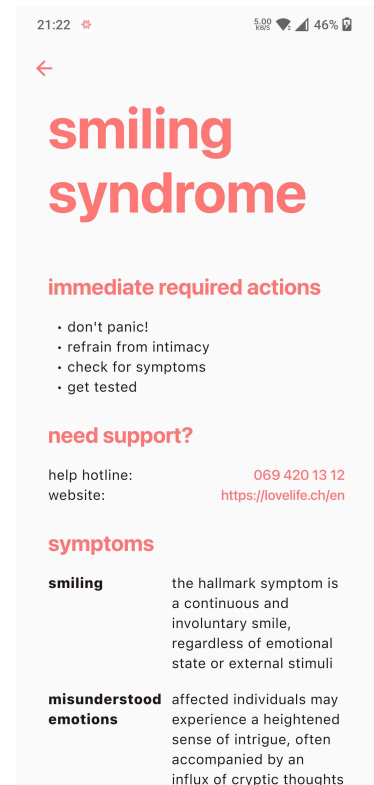 21:22
5.00 KB/S
46%
smiling
syndrome
immediate required actions
• don't panic!
• refrain from intimacy
• check for symptoms
• get tested
need support?
help hotline: 069 420 13 12
website: https://lovelife.ch/en
symptoms
smiling
the hallmark symptom is
a continuous and
involuntary smile,
regardless of emotional
state or external stimuli
misunderstood
emotions
affected individuals may
experience a heightened
sense of intrigue, often
accompanied by an
influx of cryptic thoughts